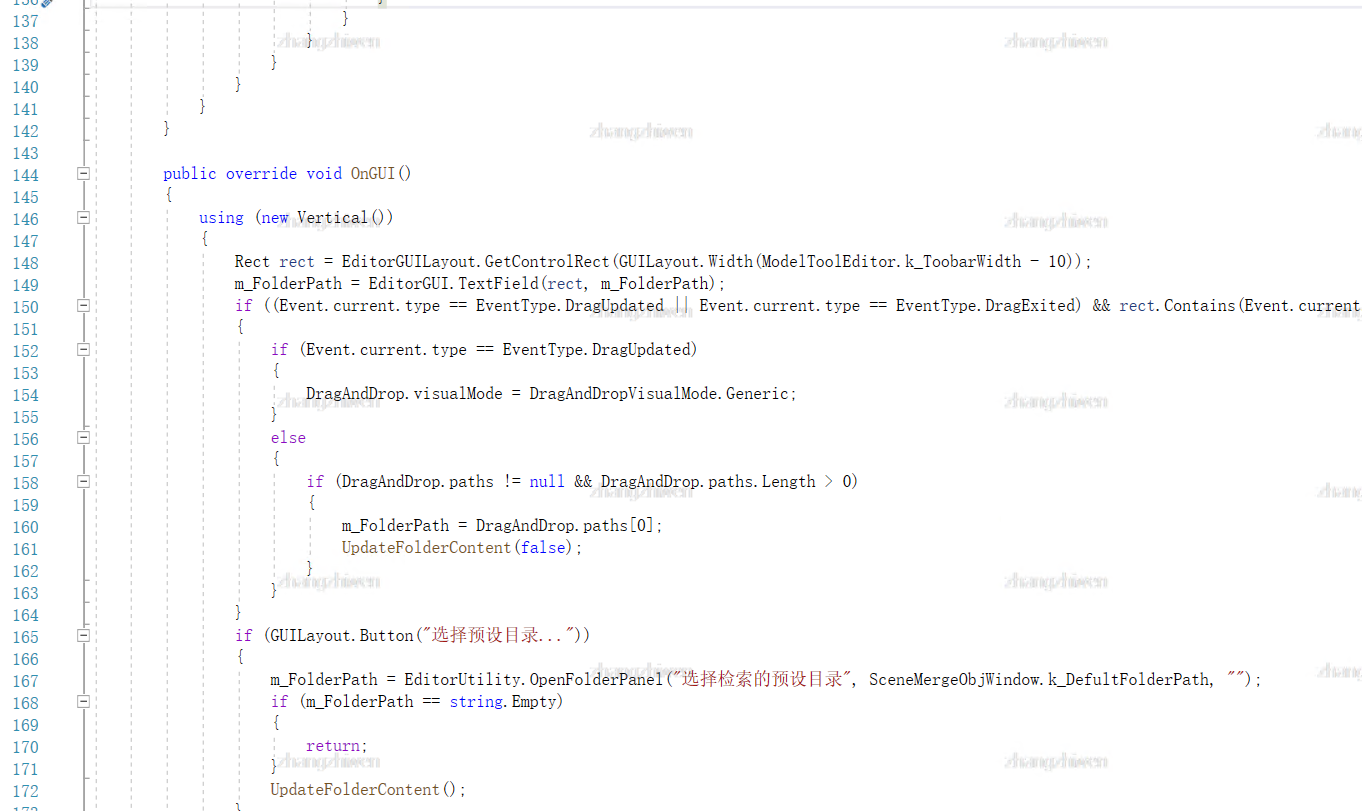 137 }
138 }
139 }
140 }
141 }
142 }
143
144 public override void OnGUI()
145 {
146 using (new Vertical())
147 {
148 Rect rect = EditorGUILayout.GetControlRect(GUILayout.Width(ModelToolEditor.k_ToobarWidth - 10));
149 m_FolderPath = EditorGUI.TextField(rect, m_FolderPath);
150 if ((Event.current.type == EventType.DragUpdated || Event.current.type == EventType.DragExited) && rect.Contains(Event.current
151 {
152 if (Event.current.type == EventType.DragUpdated)
153 {
154 DragAndDrop.visualMode = DragAndDropVisualMode.Generic;
155 }
156 else
157 {
158 if (DragAndDrop.paths != null && DragAndDrop.paths.Length > 0)
159 {
160 m_FolderPath = DragAndDrop.paths[0];
161 UpdateFolderContent(false);
162 }
163 }
164 }
165 if (GUILayout.Button("选择预设目录..."))
166 {
167 m_FolderPath = EditorUtility.OpenFolderPanel("选择检索的预设目录", SceneMergeObjWindow.k_DefultFolderPath, "");
168 if (m_FolderPath == string.Empty)
169 {
170 return;
171 }
172 UpdateFolderContent();